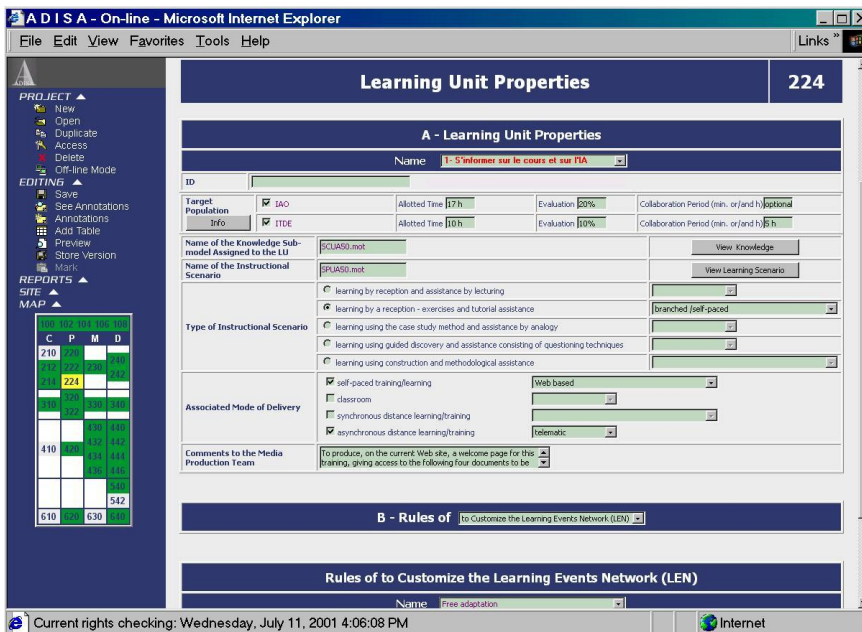 A D I S A - On-line - Microsoft Internet Explorer
File Edit View Favorites Tools Help Links »
PROJECT
New
Open
Duplicate
Access
Delete
Off-line Mode
EDITING
Save
See Annotations
Annotations
Add Table
Preview
Store Version
Mark
REPORTS
SITE
MAP
100 102 104 106 108
C P M D
210 220 240
212 222 230 242
214 224
310 320 330 340
322
430 440
432 442
410 420 434 444
436 446
540
542
610 620 630 640
Learning Unit Properties 224
A - Learning Unit Properties
Name 1- S'informer sur le cours et sur l'IA
ID
Target Population Info
IAO Allotted Time 17 h Evaluation 20% Collaboration Period (min. or/and h) optional
ITDE Allotted Time 10 h Evaluation 10% Collaboration Period (min. or/and h) 5 h
Name of the Knowledge Sub-model Assigned to the LU SCUAS0.mot View Knowledge
Name of the Instructional Scenario SPUAS0.mot View Learning Scenario
Type of Instructional Scenario
learning by reception and assistance by lecturing
learning by a reception - exercises and tutorial assistance branched /self-paced
learning using the case study method and assistance by analogy
learning using guided discovery and assistance consisting of questioning techniques
learning using construction and methodological assistance
Associated Mode of Delivery
self-paced training/learning Web based
classroom
synchronous distance learning/training
asynchronous distance learning/training telematic
Comments to the Media Production Team
To produce, on the current Web site, a welcome page for this
training, giving access to the following four documents to be
B - Rules of to Customize the Learning Events Network (LEN)
Rules of to Customize the Learning Events Network (LEN)
Name Free adaptation
Current rights checking: Wednesday, July 11, 2001 4:06:08 PM Internet